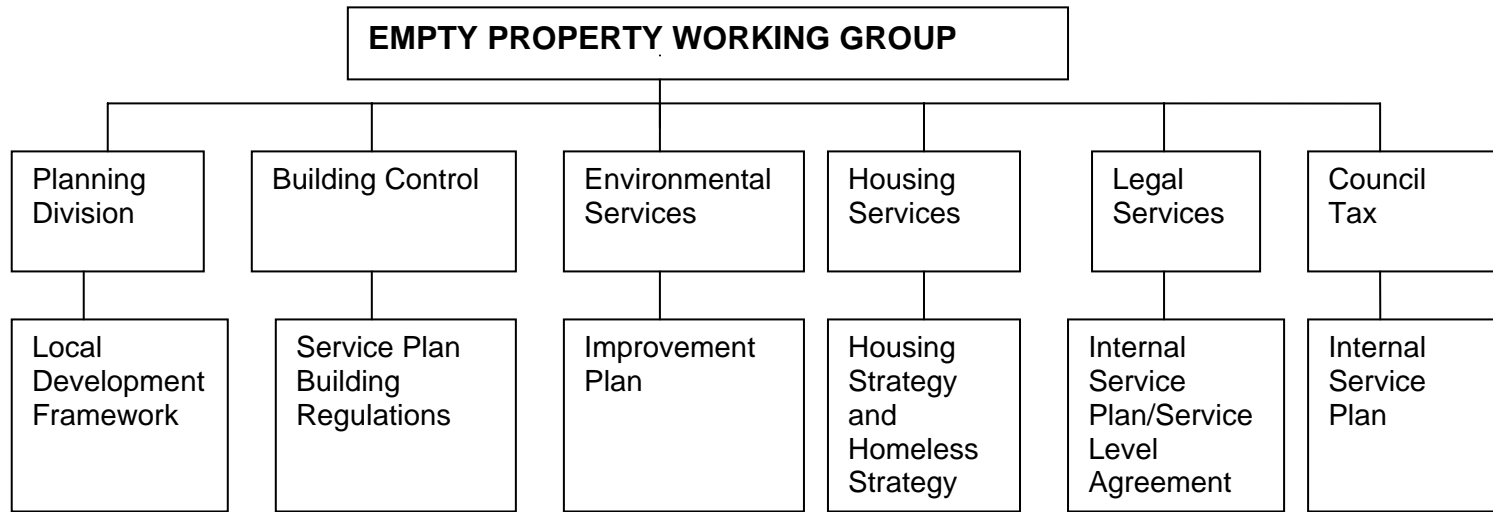 EMPTY PROPERTY WORKING GROUP
Planning
Division
Building Control
Environmental
Services
Housing
Services
Legal
Services
Council
Tax
Local
Development
Framework
Service Plan
Building
Regulations
Improvement
Plan
Housing
Strategy
and
Homeless
Strategy
Internal
Service
Plan/Service
Level
Agreement
Internal
Service
Plan